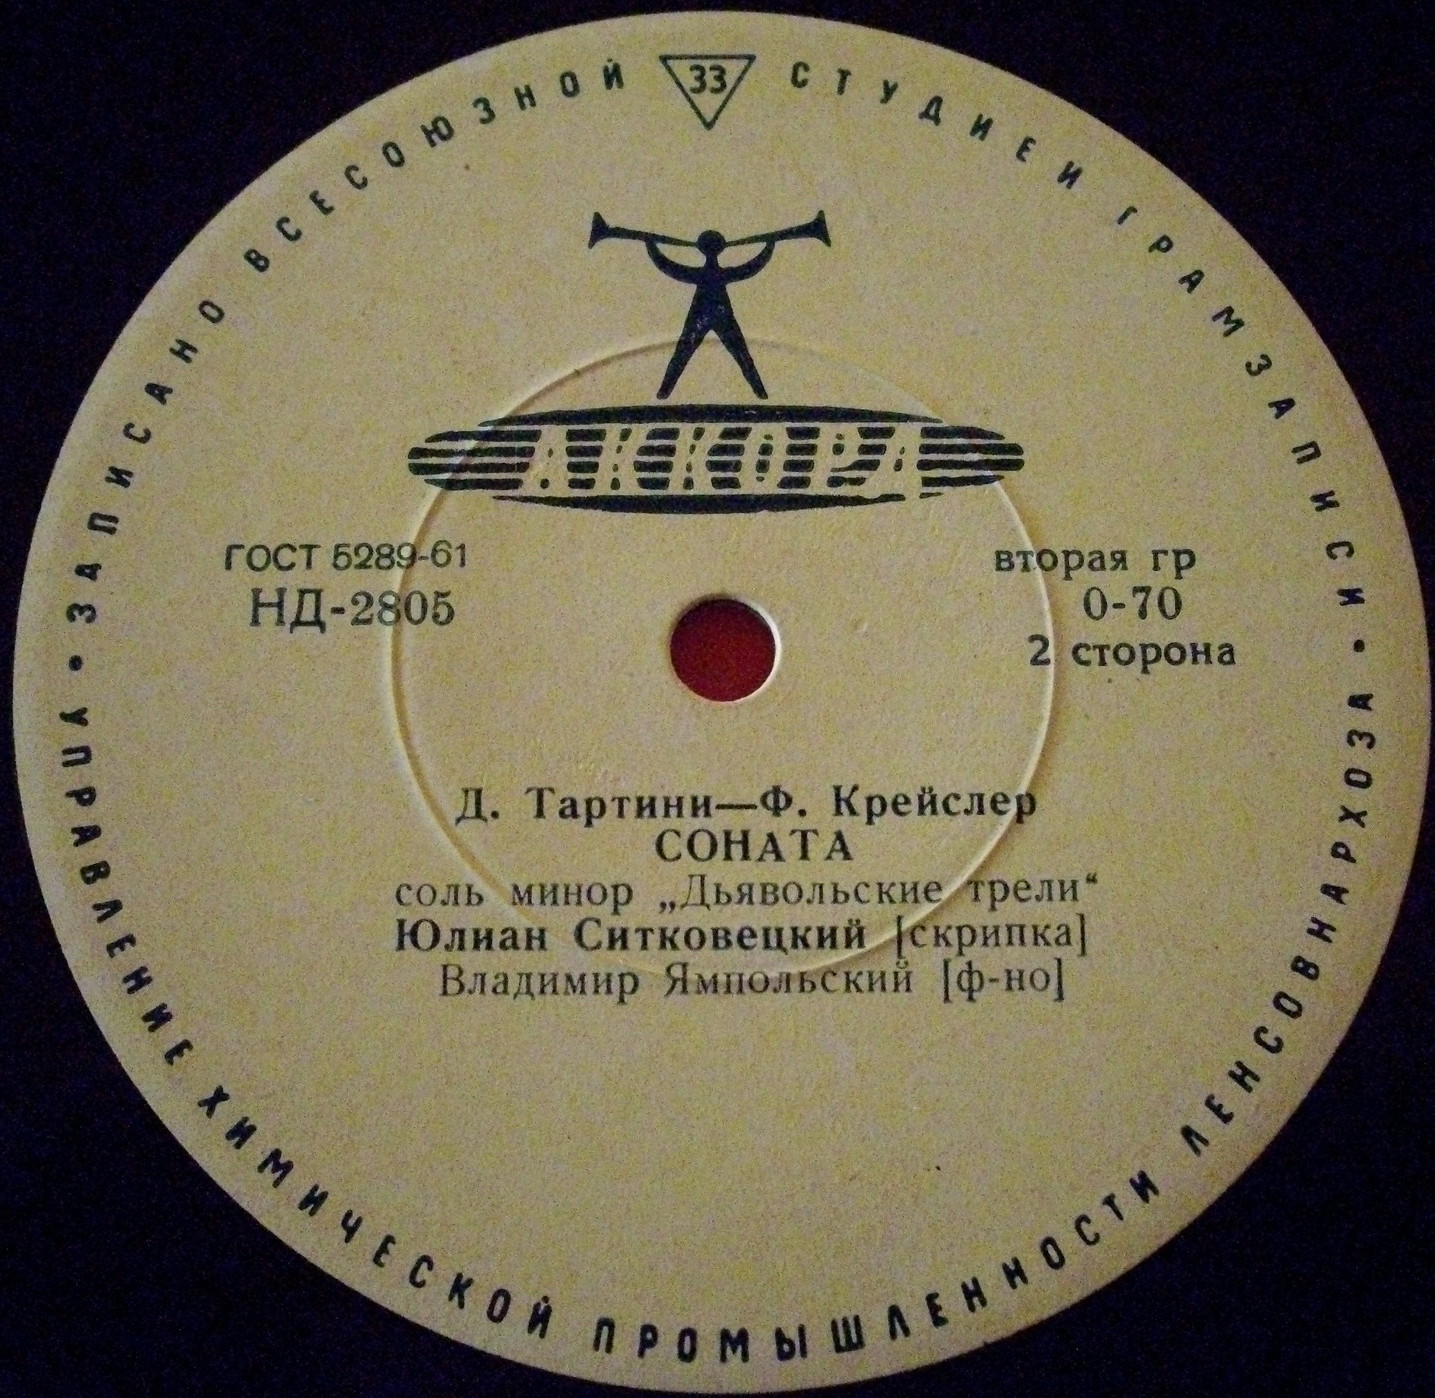 ЗАПИСАНО ВСЕСОЮЗНОЙ 33 СТУДИЕЙ ГРАМЗАПИСИ
АККОРД
ГОСТ 5289-61
НД-2805
вторая гр
0-70
2 сторона
Д. Тартини—Ф. Крейслер
СОНАТА
соль минор „Дьявольские трели“
Юлиан Ситковецкий [скрипка]
Владимир Ямпольский [ф-но]
• УПРАВЛЕНИЕ ХИМИЧЕСКОЙ ПРОМЫШЛЕННОСТИ ЛЕНСОВНАРХОЗА •